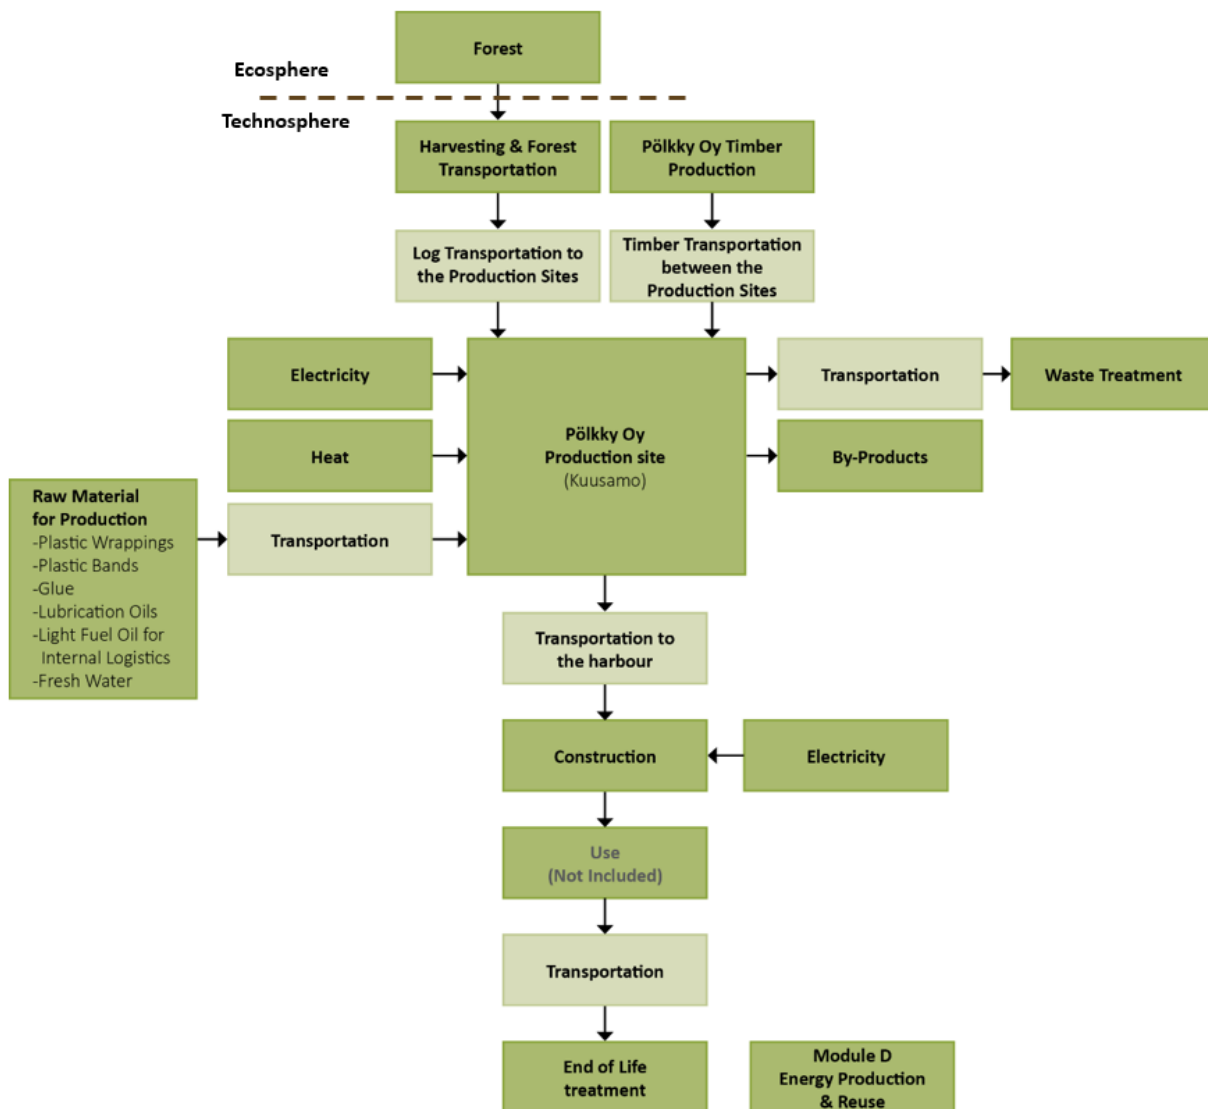 Forest
Ecosphere
Technosphere
Harvesting & Forest
Transportation
Pölkky Oy Timber
Production
Log Transportation to
the Production Sites
Timber Transportation
between the
Production Sites
Electricity
Transportation
Waste Treatment
Pölkky Oy
Production site
(Kuusamo)
Heat
By-Products
Raw Material
for Production
-Plastic Wrappings
-Plastic Bands
-Glue
-Lubrication Oils
-Light Fuel Oil for
Internal Logistics
-Fresh Water
Transportation
Transportation to
the harbour
Construction
Electricity
Use
(Not Included)
Transportation
End of Life
treatment
Module D
Energy Production
& Reuse